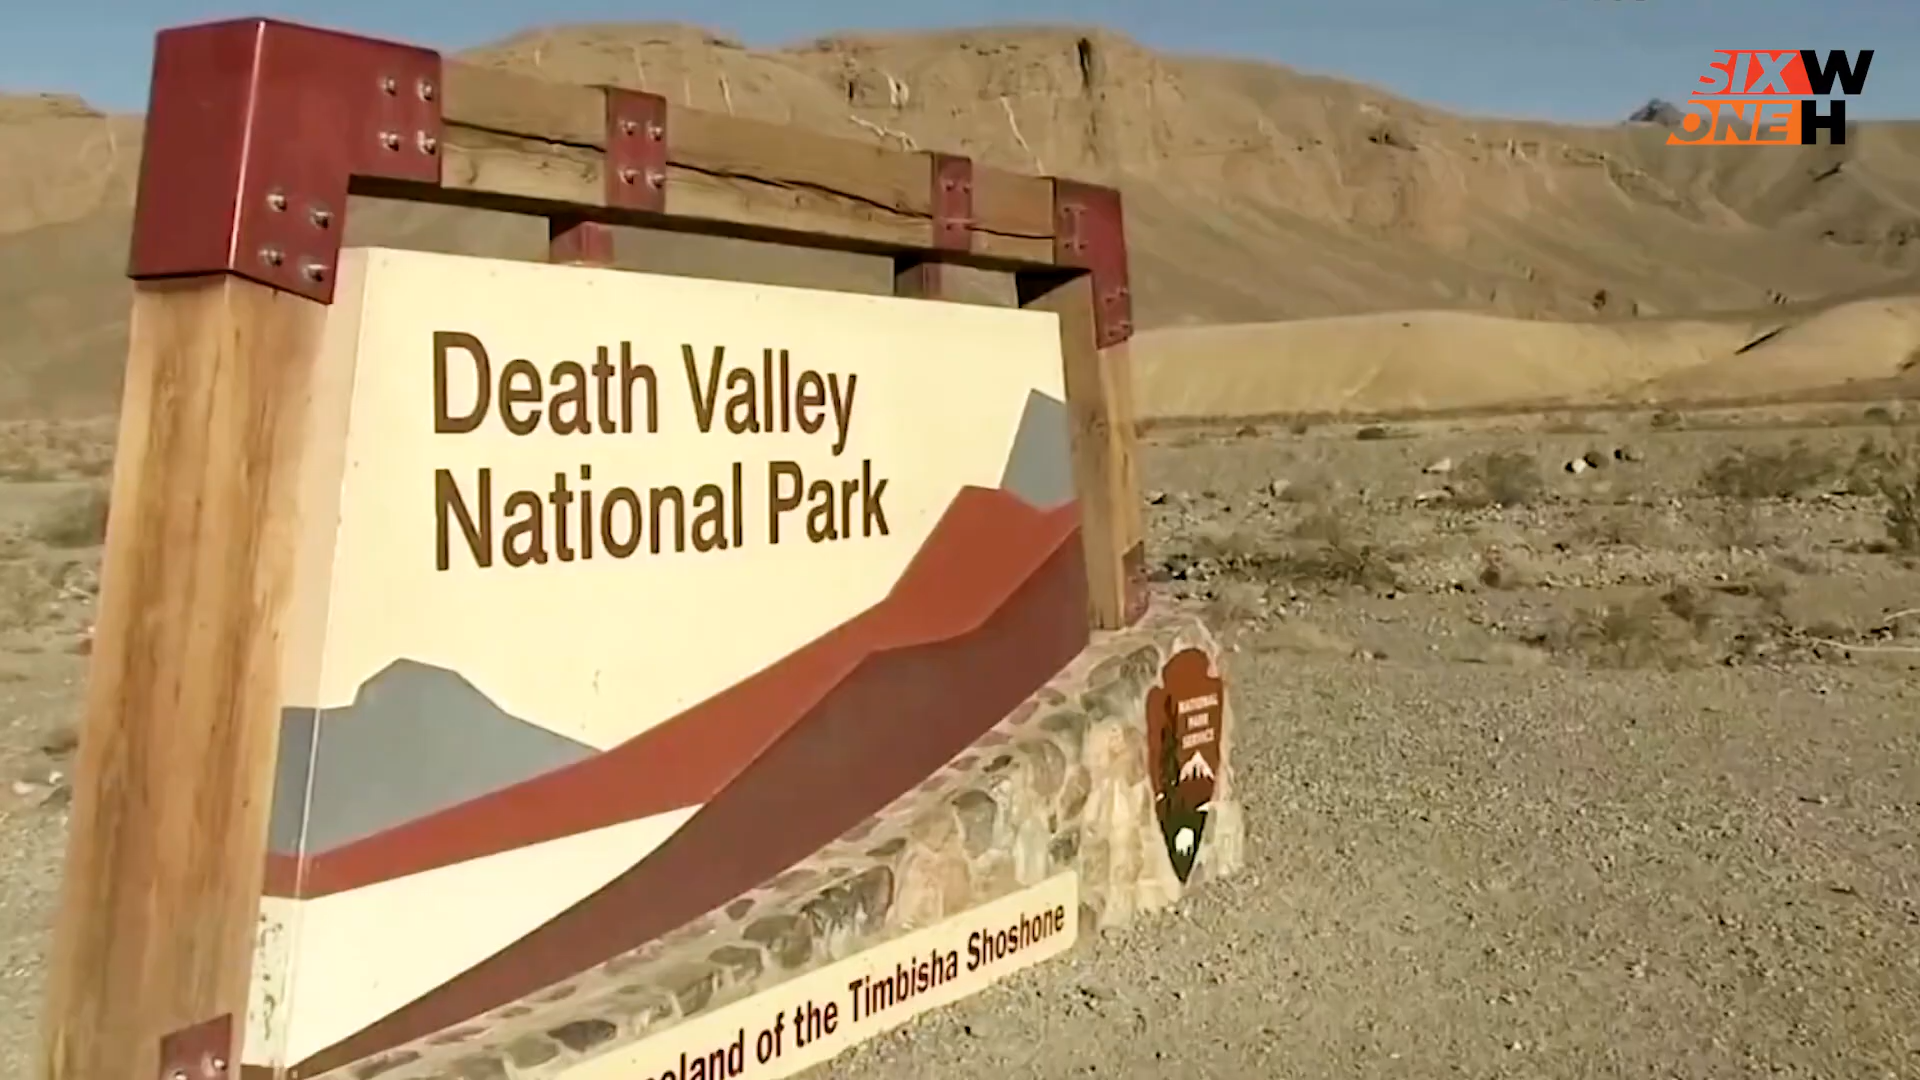 SIX W
ONE H
Death Valley
National Park
NATIONAL
PARK
SERVICE
of the Timbisha Shoshone